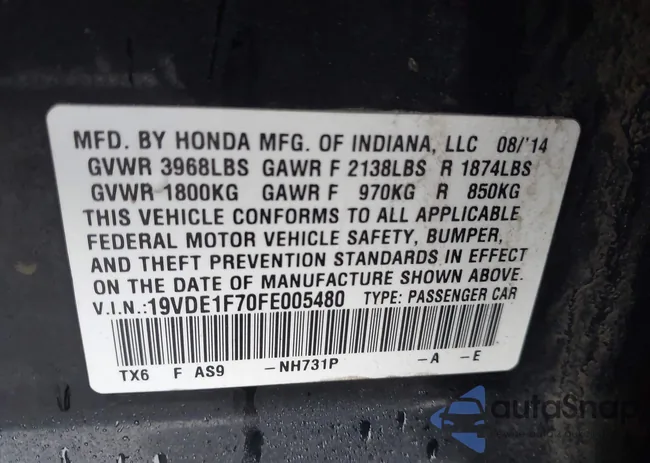 MFD. BY HONDA MFG. OF INDIANA, LLC 08/'14
GVWR 3968LBS GAWR F 2138LBS R 1874LBS
GVWR 1800KG GAWR F 970KG R 850KG
THIS VEHICLE CONFORMS TO ALL APPLICABLE
FEDERAL MOTOR VEHICLE SAFETY, BUMPER,
AND THEFT PREVENTION STANDARDS IN EFFECT
ON THE DATE OF MANUFACTURE SHOWN ABOVE.
V.I.N.:19VDE1F70FE005480 TYPE: PASSENGER CAR
TX6 F AS9 -NH731P -A -E
autoSnap